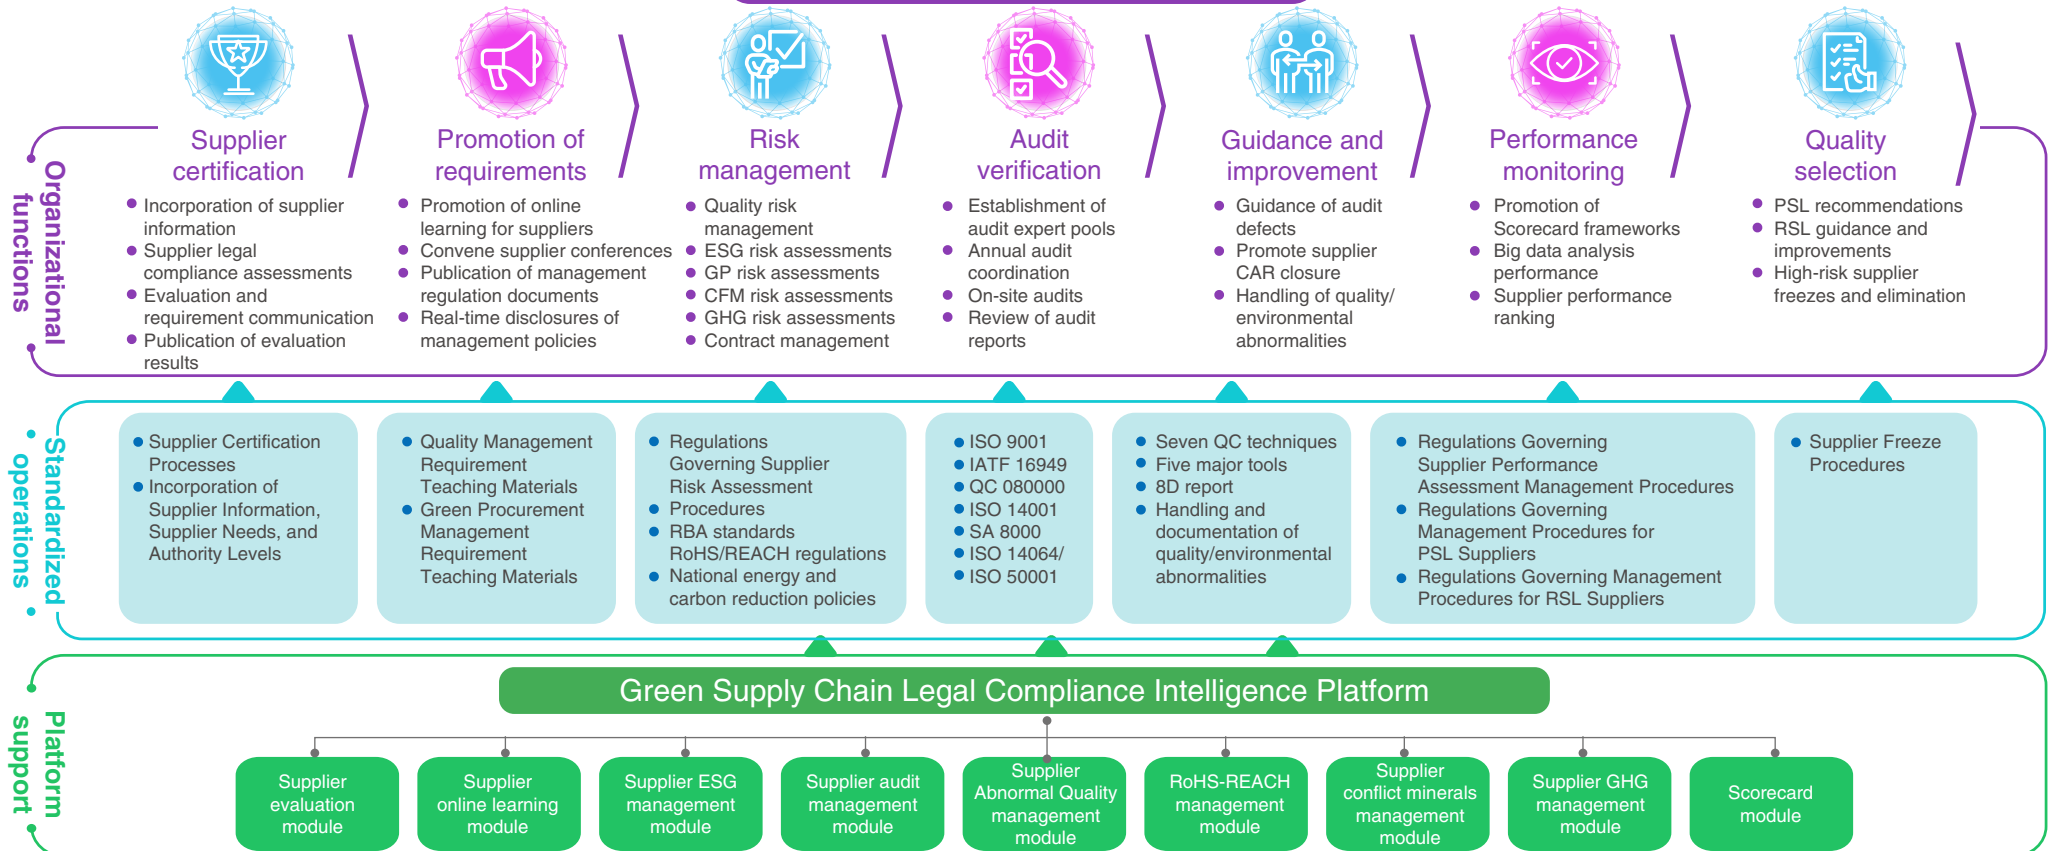 Organizational
functions
Supplier
certification
Incorporation of supplier
information
Supplier legal
compliance assessments
Evaluation and
requirement communication
Publication of evaluation
results
Promotion of
requirements
Promotion of online
learning for suppliers
Convene supplier conferences
Publication of management
regulation documents
Real-time disclosures of
management policies
Risk
management
Quality risk
management
ESG risk assessments
GP risk assessments
CFM risk assessments
GHG risk assessments
Contract management
Audit
verification
Establishment of
audit expert pools
Annual audit
coordination
On-site audits
Review of audit
reports
Guidance and
improvement
Guidance of audit
defects
Promote supplier
CAR closure
Handling of quality/
environmental
abnormalities
Performance
monitoring
Promotion of
Scorecard frameworks
Big data analysis
performance
Supplier performance
ranking
Quality
selection
PSL recommendations
RSL guidance and
improvements
High-risk supplier
freezes and elimination
Standardized
operations
Supplier Certification
Processes
Incorporation of
Supplier Information,
Supplier Needs, and
Authority Levels
Quality Management
Requirement
Teaching Materials
Green Procurement
Management
Requirement
Teaching Materials
Regulations
Governing Supplier
Risk Assessment
Procedures
RBA standards
RoHS/REACH regulations
National energy and
carbon reduction policies
ISO 9001
IATF 16949
QC 080000
ISO 14001
SA 8000
ISO 14064/
ISO 50001
Seven QC techniques
Five major tools
8D report
Handling and
documentation of
quality/environmental
abnormalities
Regulations Governing
Supplier Performance
Assessment Management Procedures
Regulations Governing
Management Procedures for
PSL Suppliers
Regulations Governing Management
Procedures for RSL Suppliers
Supplier Freeze
Procedures
Platform
support
Green Supply Chain Legal Compliance Intelligence Platform
Supplier
evaluation
module
Supplier
online learning
module
Supplier ESG
management
module
Supplier audit
management
module
Supplier
Abnormal Quality
management
module
RoHS-REACH
management
module
Supplier
conflict minerals
management
module
Supplier GHG
management
module
Scorecard
module